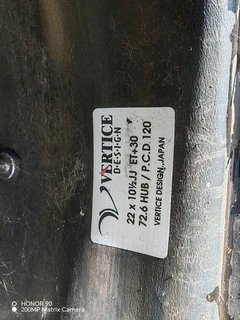 VERTICE
D-E-S-I-G-N
22 x 10½JJ ET+30
72.6 HUB / P.C.D. 120
VERTICE DESIGN, JAPAN
HONOR 90
200MP Matrix Camera